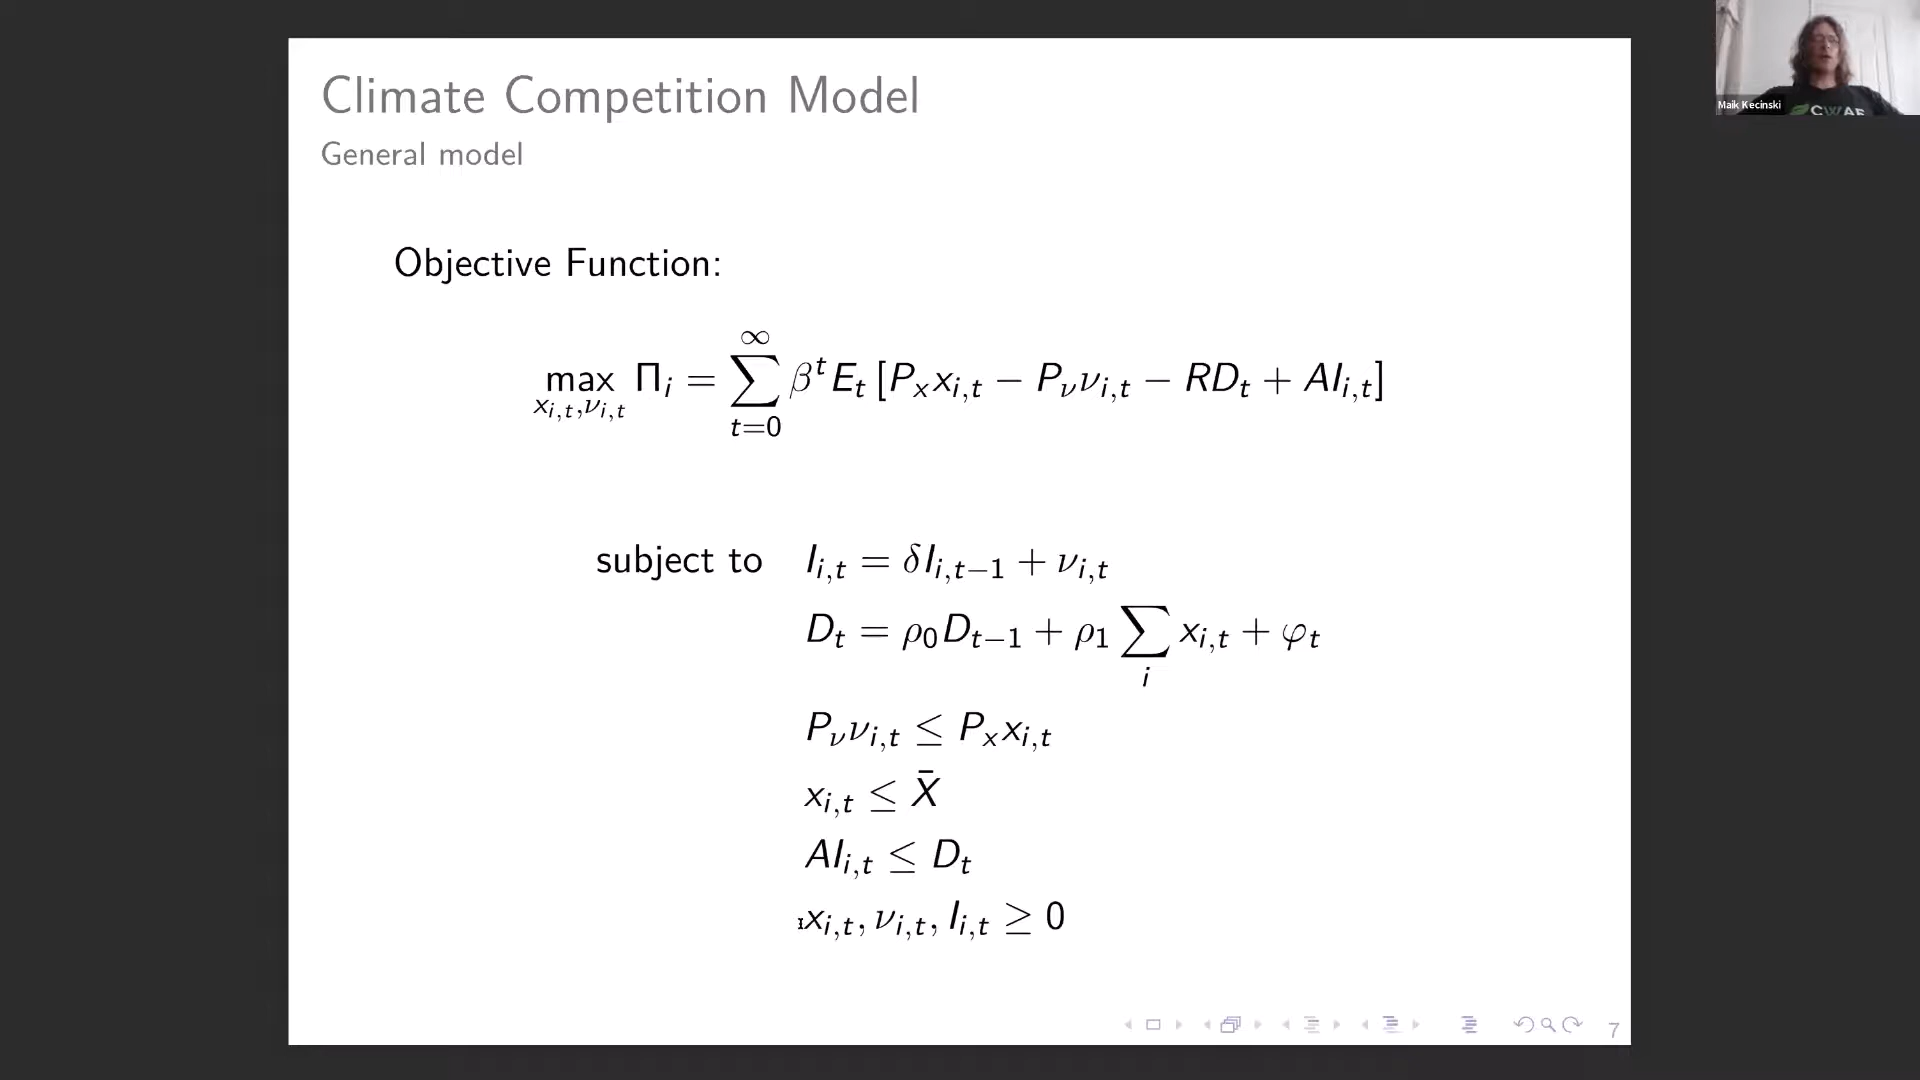 Climate Competition Model
General model
Objective Function:
max_{x_{i,t},ν_{i,t}} Π_i = ∑_{t=0}^{∞} β^t E_t [P_x x_{i,t} − P_ν ν_{i,t} − RD_t + AI_{i,t}]
subject to I_{i,t} = δI_{i,t−1} + ν_{i,t}
D_t = ρ_0 D_{t−1} + ρ_1 ∑_i x_{i,t} + φ_t
P_ν ν_{i,t} ≤ P_x x_{i,t}
x_{i,t} ≤ X̄
AI_{i,t} ≤ D_t
x_{i,t}, ν_{i,t}, I_{i,t} ≥ 0
7
Maik Kecinski
CWAE